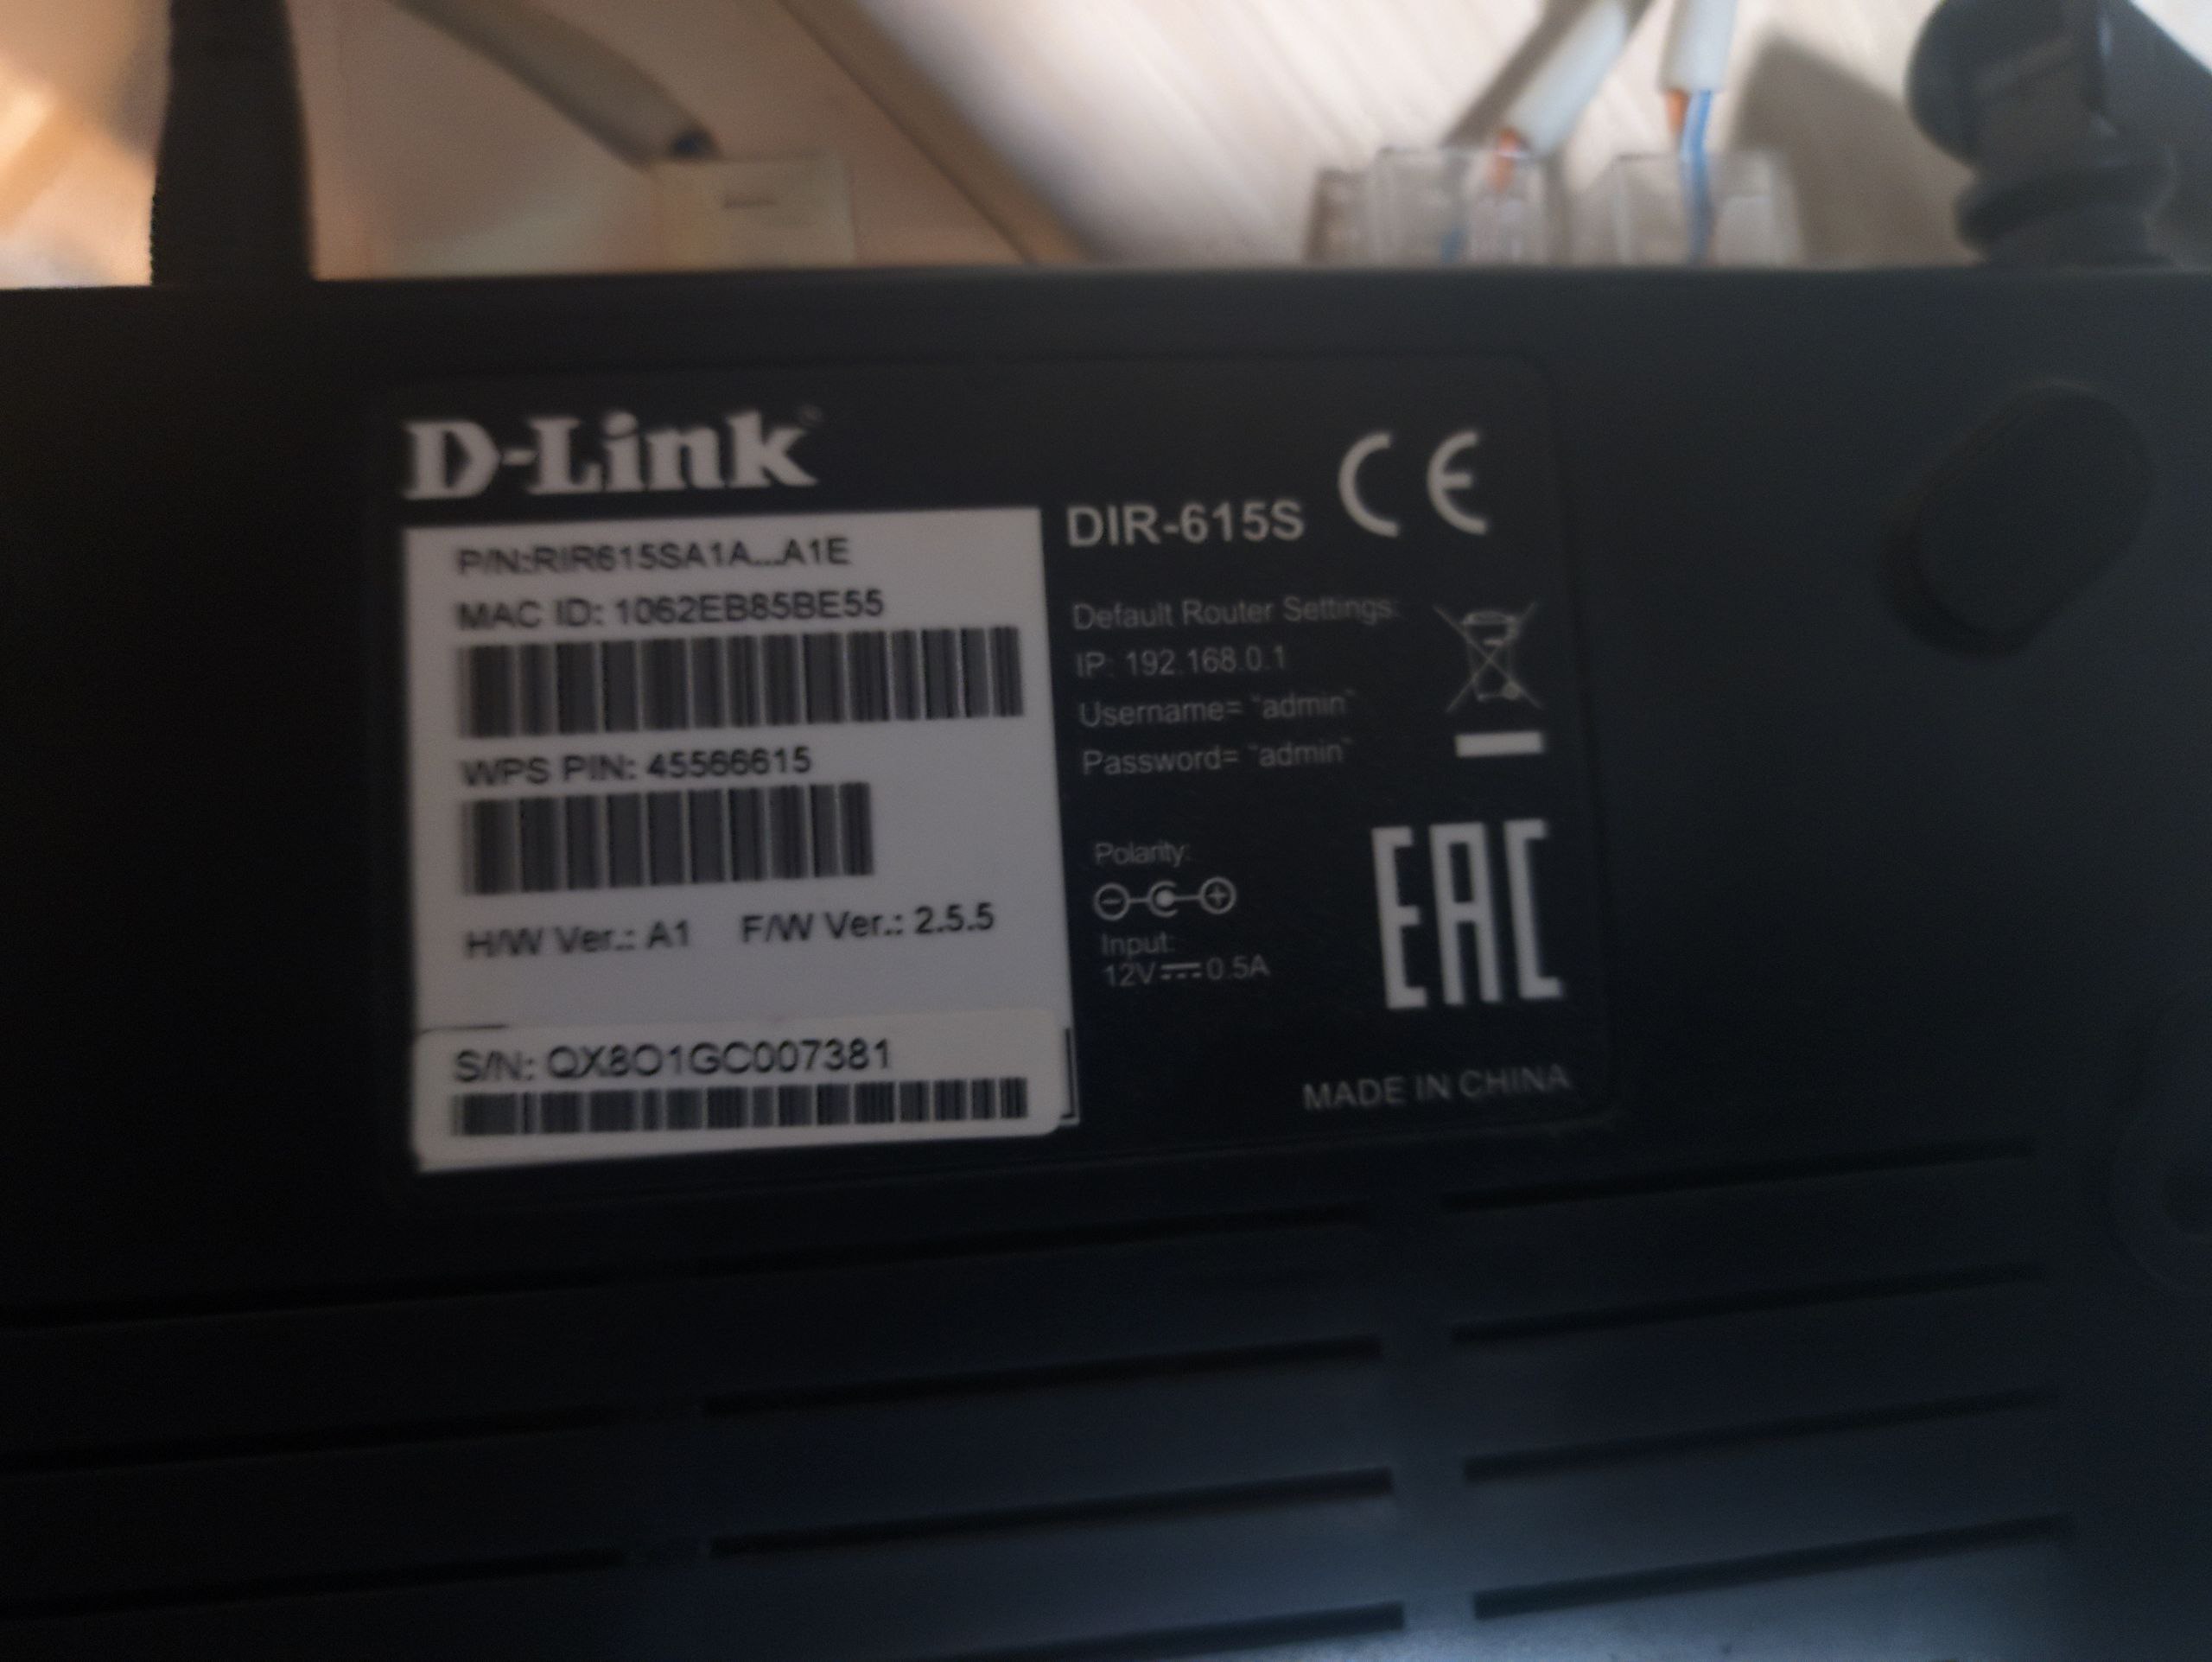 D-Link
P/N:RIR615SA1A...A1E
MAC ID: 1062EB85BE55
WPS PIN: 45566615
H/W Ver.: A1 F/W Ver.: 2.5.5
S/N: QX8O1GC007381
DIR-615S
CE
Default Router Settings:
IP: 192.168.0.1
Username= "admin"
Password= "admin"
Polarity:
Input:
12V⎓0.5A
EAC
MADE IN CHINA